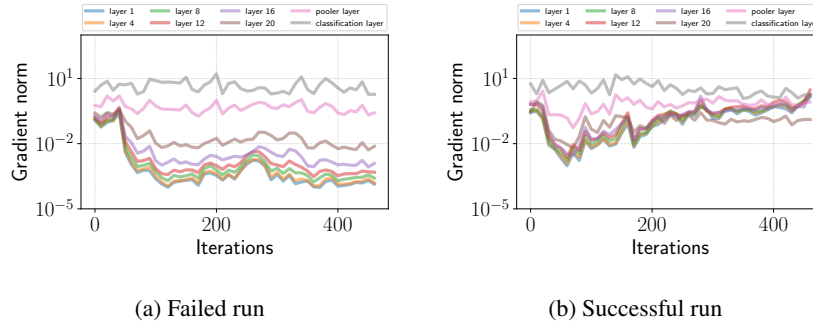 layer 1
layer 4
layer 8
layer 12
layer 16
layer 20
pooler layer
classification layer
Gradient norm
10^1
10^-2
10^-5
0
200
400
Iterations
(a) Failed run
layer 1
layer 4
layer 8
layer 12
layer 16
layer 20
pooler layer
classification layer
Gradient norm
10^1
10^-2
10^-5
0
200
400
Iterations
(b) Successful run